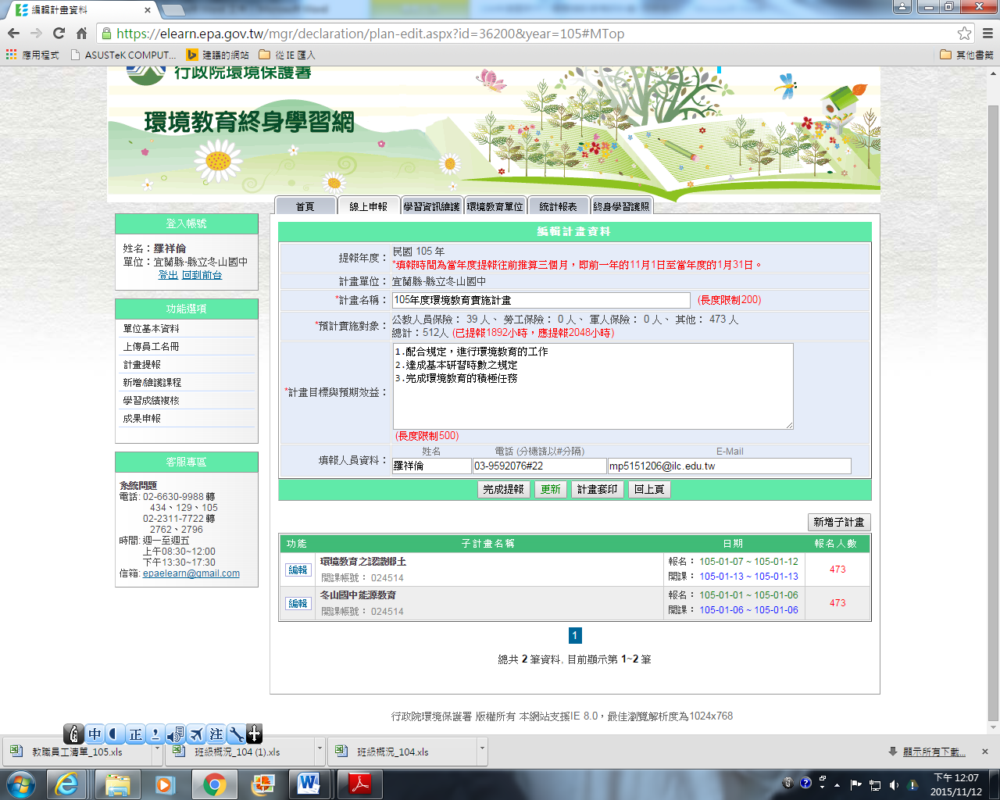 編輯計畫資料
https://elearn.epa.gov.tw/mgr/declaration/plan-edit.aspx?id=36200&year=105#MTop
應用程式 ASUSTeK COMPUT... 建議的網站 從 IE 匯入 其他書籤
行政院環境保護署
環境教育終身學習網
首頁 線上申報 學習資訊維護 環境教育單位 統計報表 終身學習護照
登入帳號
姓名：羅祥倫
單位：宜蘭縣-縣立冬山國中
登出 回到前台
功能選項
單位基本資料
上傳員工名冊
計畫提報
新增/維護課程
學習成績複核
成果申報
客服專區
系統問題
電話: 02-6630-9988 轉
434、129、105
02-2311-7722 轉
2762、2796
時間: 週一至週五
上午08:30~12:00
下午13:30~17:30
信箱: epaelearn@gmail.com
編輯計畫資料
提報年度： 民國 105 年
*填報時間為當年度提報往前推算三個月，即前一年的11月1日至當年度的1月31日。
計畫單位： 宜蘭縣-縣立冬山國中
*計畫名稱： 105年度環境教育實施計畫 (長度限制200)
*預計實施對象： 公教人員保險： 39 人、 勞工保險： 0 人、 軍人保險： 0 人、 其他： 473 人
總計：512人 (已提報1892小時，應提報2048小時)
*計畫目標與預期效益：
1.配合規定，進行環境教育的工作
2.達成基本研習時數之規定
3.完成環境教育的積極任務
(長度限制500)
填報人員資料：
姓名 電話 (分機請以#分隔) E-Mail
羅祥倫 03-9592076#22 mp5151206@ilc.edu.tw
完成提報 更新 計畫套印 回上頁
新增子計畫
功能 子計畫名稱 日期 報名人數
編輯 環境教育之認識鄉土 報名： 105-01-07 ~ 105-01-12 473
開課帳號： 024514 開課： 105-01-13 ~ 105-01-13
編輯 冬山國中能源教育 報名： 105-01-01 ~ 105-01-06 473
開課帳號： 024514 開課： 105-01-06 ~ 105-01-06
1
總共 2 筆資料, 目前顯示第 1~2 筆
行政院環境保護署 版權所有 本網站支援IE 8.0，最佳瀏覽解析度為1024x768
中 正 注
教職員工清單_105.xls 班級概況_104 (1).xls 班級概況_104.xls 顯示所有下載...
下午 12:07
2015/11/12